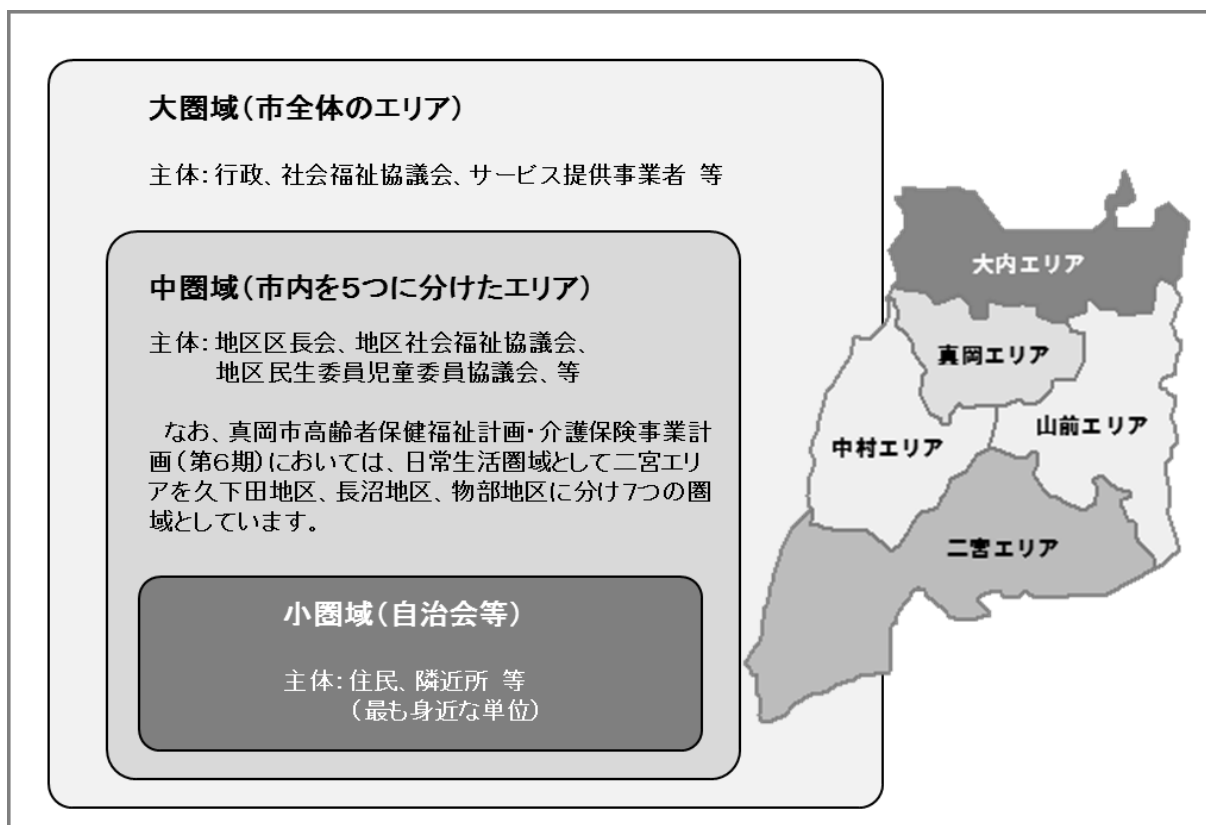 大圏域（市全体のエリア）
主体：行政、社会福祉協議会、サービス提供事業者 等
中圏域（市内を５つに分けたエリア）
主体：地区区長会、地区社会福祉協議会、
地区民生委員児童委員協議会、等
なお、真岡市高齢者保健福祉計画・介護保険事業計
画（第６期）においては、日常生活圏域として二宮エリ
アを久下田地区、長沼地区、物部地区に分け７つの圏
域としています。
小圏域（自治会等）
主体：住民、隣近所 等
（最も身近な単位）
大内エリア
真岡エリア
山前エリア
中村エリア
二宮エリア